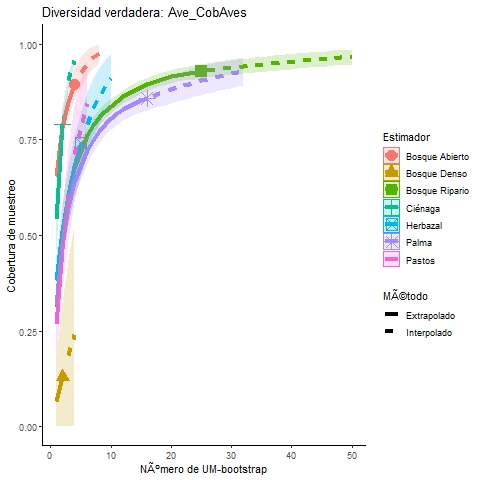 Diversidad verdadera: Ave_CobAves
Cobertura de muestreo
1.00
0.75
0.50
0.25
0.00
0
10
20
30
40
50
NÃºmero de UM-bootstrap
Estimador
Bosque Abierto
Bosque Denso
Bosque Ripario
Ciénaga
Herbazal
Palma
Pastos
MÃ©todo
Extrapolado
Interpolado